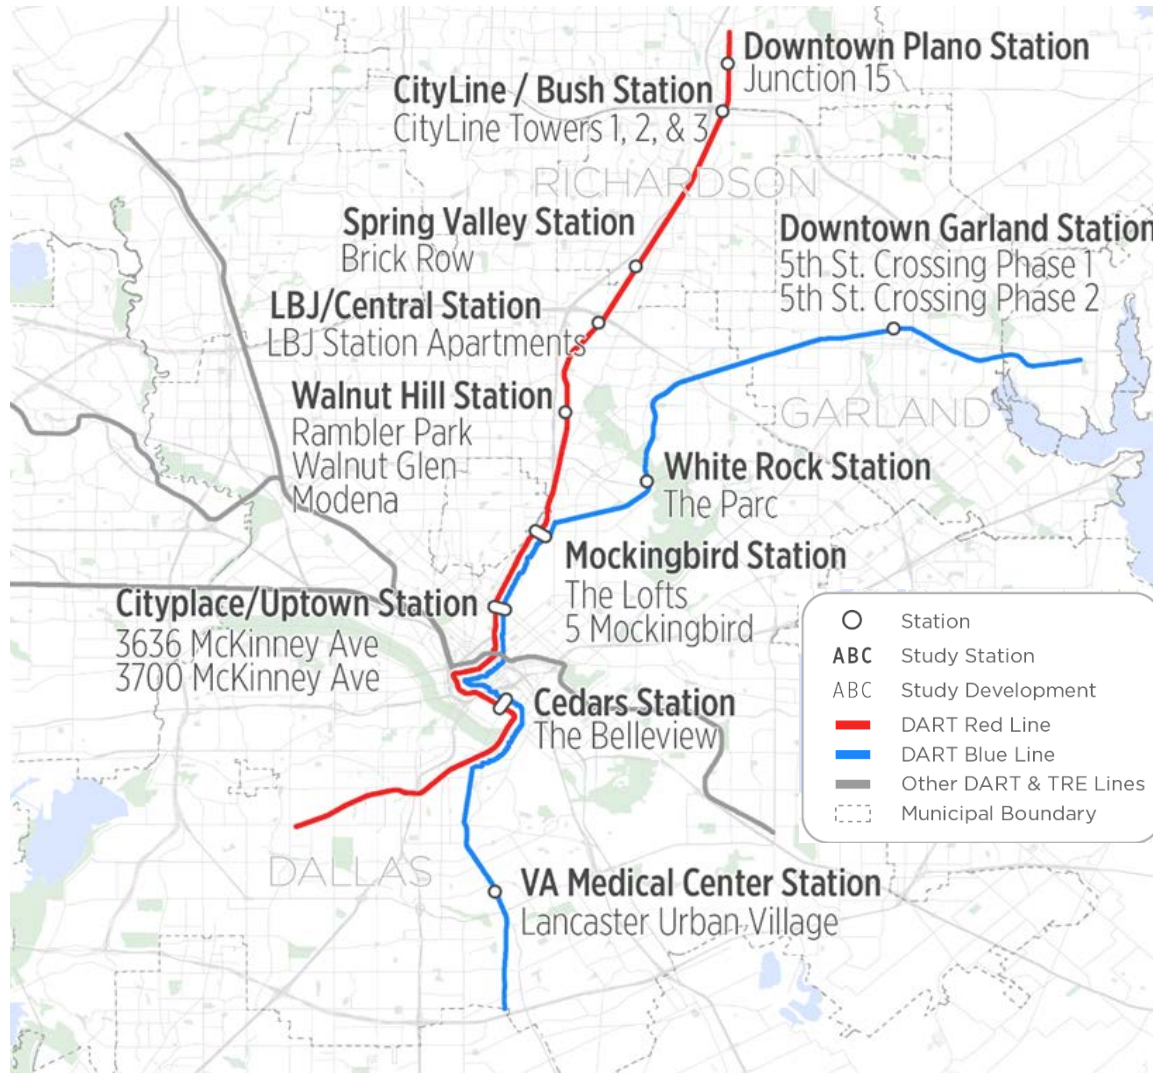 Downtown Plano Station
Junction 15
CityLine / Bush Station
CityLine Towers 1, 2, & 3
RICHARDSON
Spring Valley Station
Brick Row
Downtown Garland Station
5th St. Crossing Phase 1
5th St. Crossing Phase 2
LBJ/Central Station
LBJ Station Apartments
Walnut Hill Station
Rambler Park
Walnut Glen
Modena
GARLAND
White Rock Station
The Parc
Mockingbird Station
The Lofts
5 Mockingbird
Cityplace/Uptown Station
3636 McKinney Ave
3700 McKinney Ave
Cedars Station
The Belleview
Station
ABC Study Station
ABC Study Development
DART Red Line
DART Blue Line
Other DART & TRE Lines
Municipal Boundary
DALLAS
VA Medical Center Station
Lancaster Urban Village